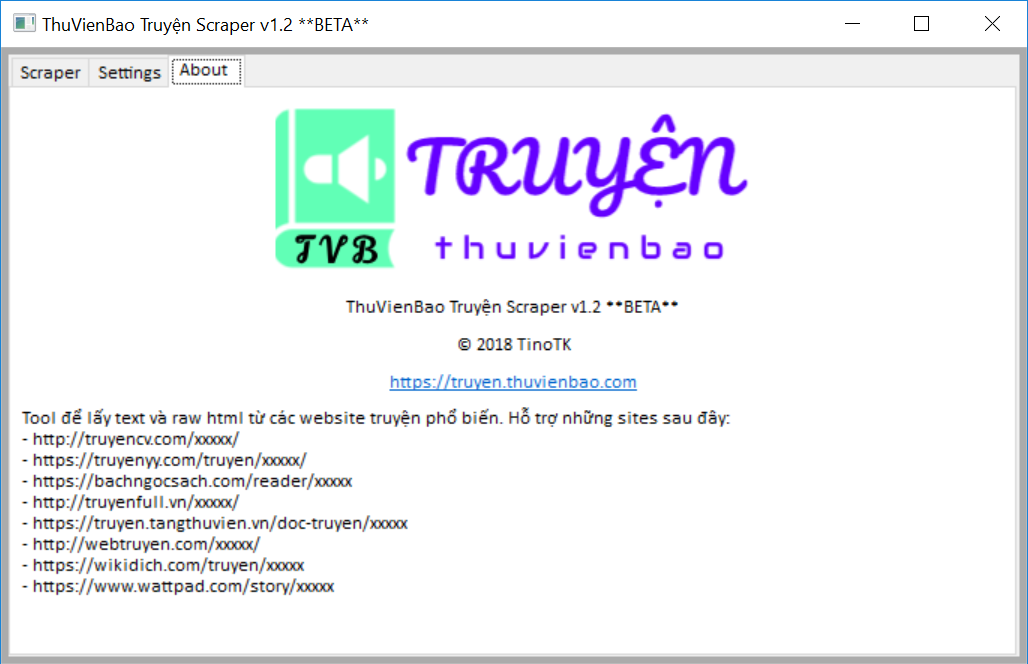 ThuVienBao Truyện Scraper v1.2 **BETA**
Scraper Settings About
TRUYỆN
TVB
thuvienbao
ThuVienBao Truyện Scraper v1.2 **BETA**
© 2018 TinoTK
https://truyen.thuvienbao.com
Tool để lấy text và raw html từ các website truyện phổ biến. Hỗ trợ những sites sau đây:
- http://truyencv.com/xxxxx/
- https://truyenyy.com/truyen/xxxxx/
- https://bachngocsach.com/reader/xxxxx
- http://truyenfull.vn/xxxxx/
- https://truyen.tangthuvien.vn/doc-truyen/xxxxx
- http://webtruyen.com/xxxxx/
- https://wikidich.com/truyen/xxxxx
- https://www.wattpad.com/story/xxxxx